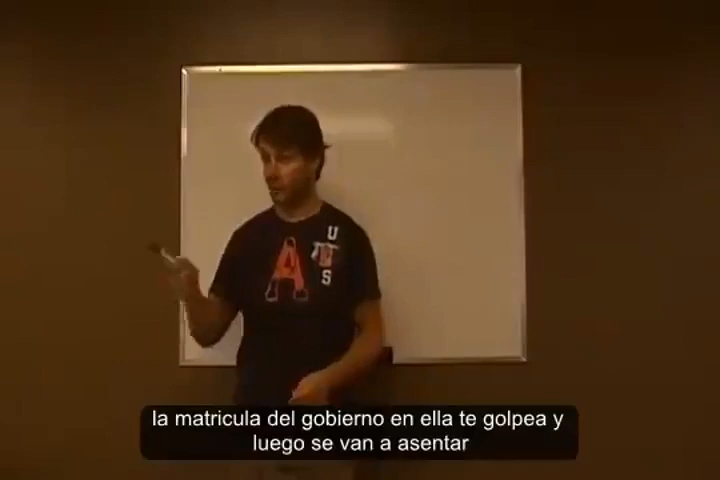 U
A
S
la matricula del gobierno en ella te golpea y
luego se van a asentar